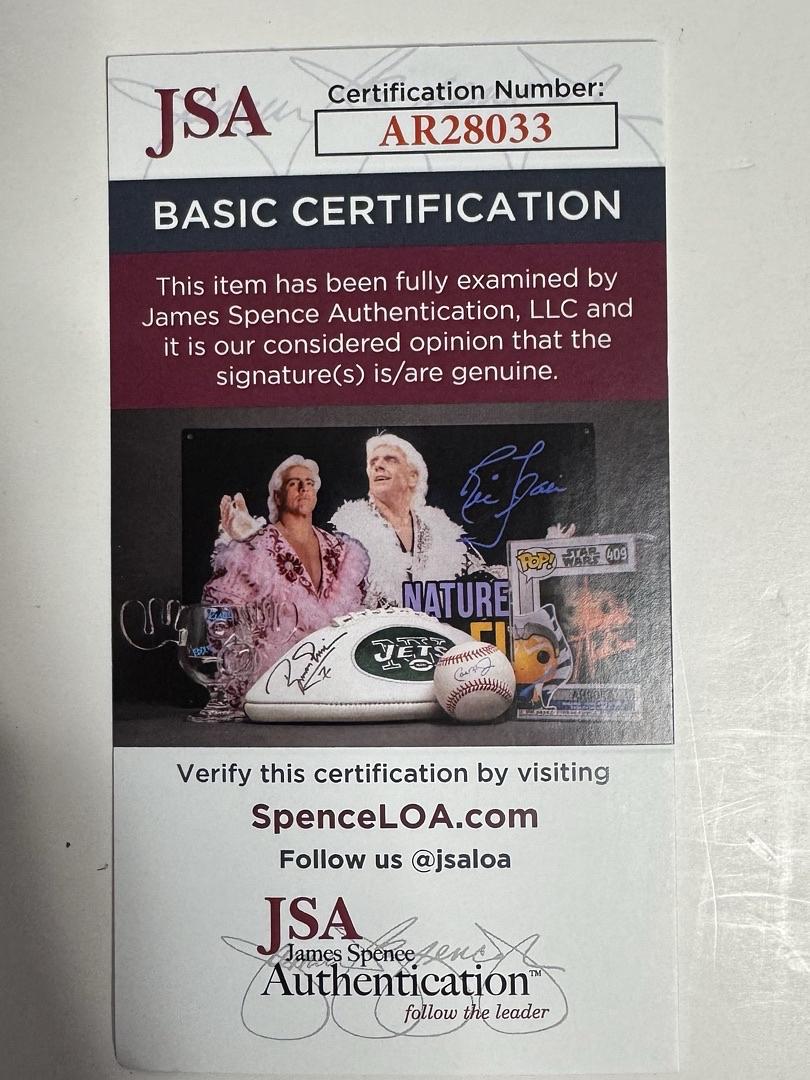 JSA
Certification Number:
AR28033
BASIC CERTIFICATION
This item has been fully examined by
James Spence Authentication, LLC and
it is our considered opinion that the
signature(s) is/are genuine.
NATURE
POP!
STAR
WARS
409
JETS
Verify this certification by visiting
SpenceLOA.com
Follow us @jsaloa
JSA
James Spence
Authentication™
follow the leader